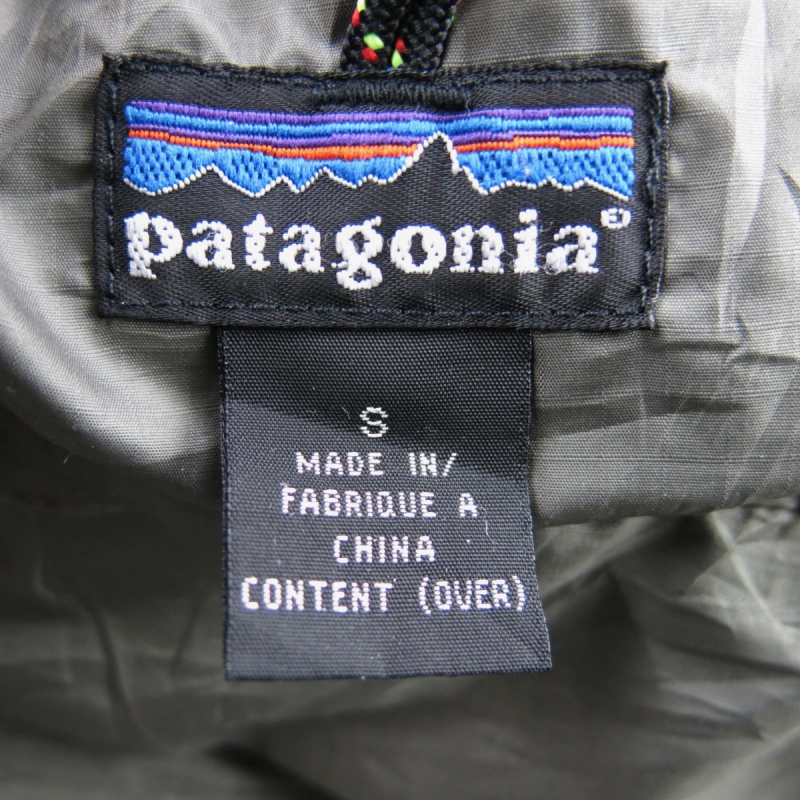 patagonia®
S
MADE IN/
FABRIQUE A
CHINA
CONTENT (OVER)